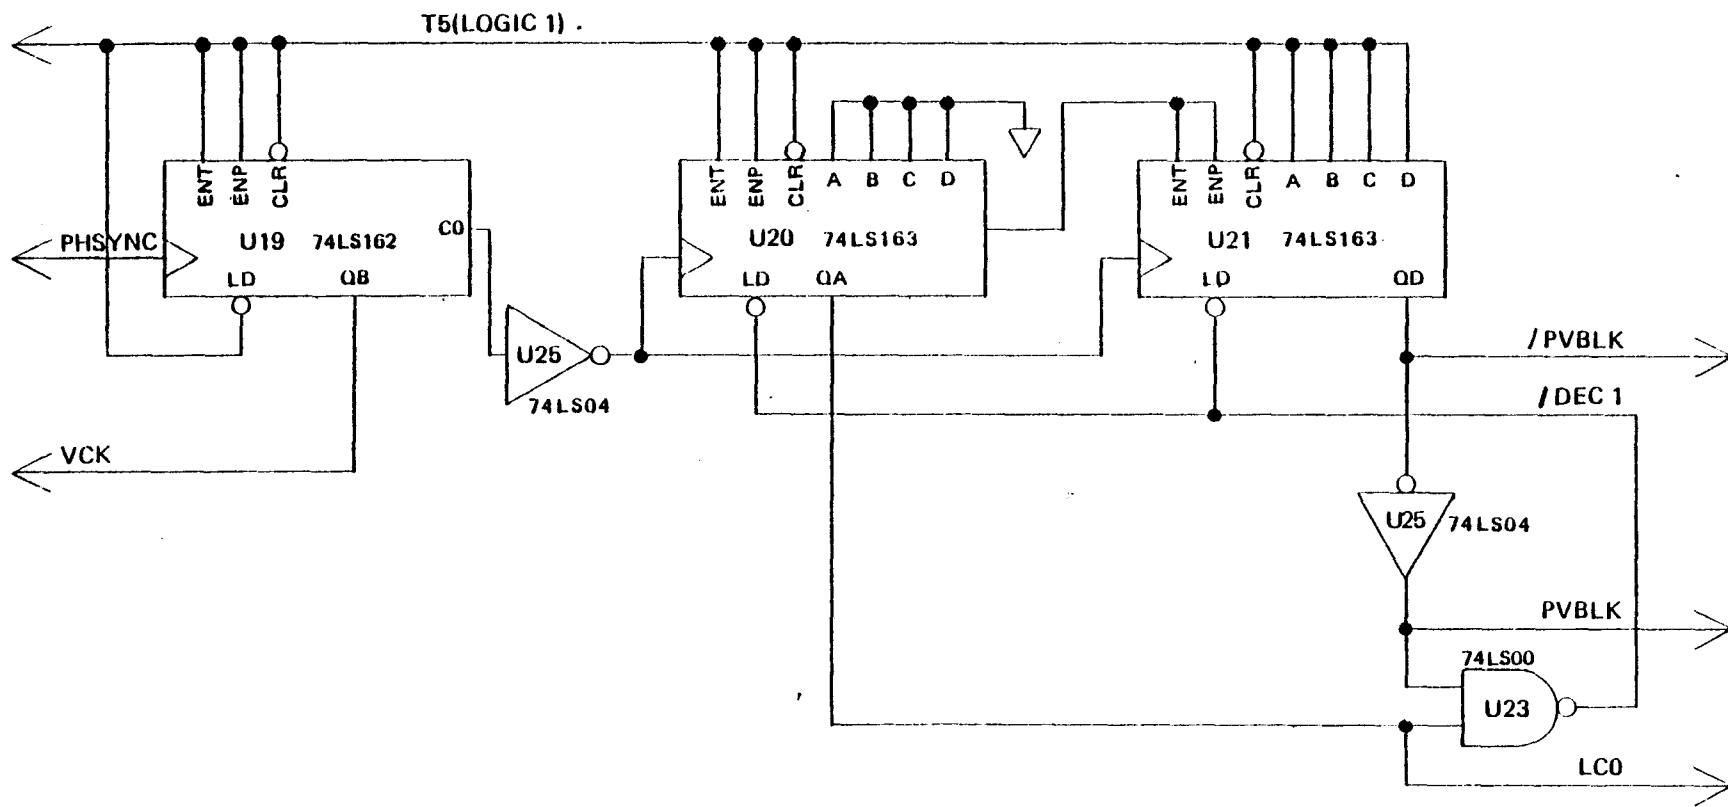 T5(LOGIC 1) .
ENT ENP CLR
ENT ENP CLR A B C D
ENT ENP CLR A B C D
PHSYNC
U19 74LS162 CO
LD QB
U20 74LS163
LD QA
U21 74LS163
LD QD
U25
74LS04
/PVBLK
/DEC 1
VCK
U25 74LS04
PVBLK
74LS00
U23
LC0